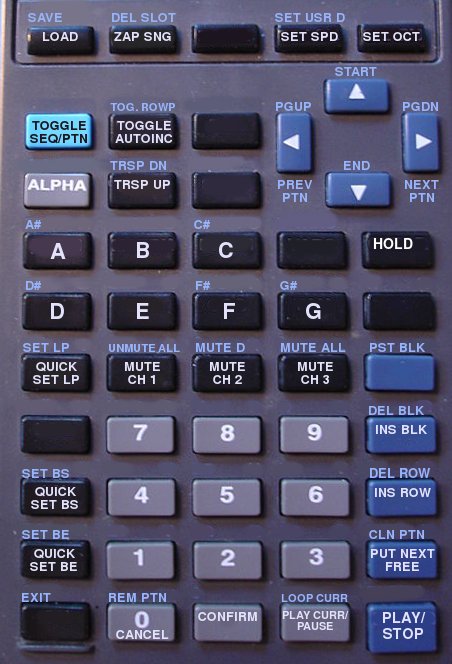 SAVE DEL SLOT SET USR D
LOAD ZAP SNG SET SPD SET OCT
START
TOG. ROWP PGUP PGDN
TOGGLE SEQ/PTN TOGGLE AUTOINC
TRSP DN END
ALPHA TRSP UP PREV PTN NEXT PTN
A# C#
A B C HOLD
D# F# G#
D E F G
SET LP UNMUTE ALL MUTE D MUTE ALL PST BLK
QUICK SET LP MUTE CH 1 MUTE CH 2 MUTE CH 3
DEL BLK
7 8 9 INS BLK
SET BS DEL ROW
QUICK SET BS 4 5 6 INS ROW
SET BE CLN PTN
QUICK SET BE 1 2 3 PUT NEXT FREE
EXIT REM PTN LOOP CURR
0 CANCEL CONFIRM PLAY CURR/ PAUSE PLAY/ STOP